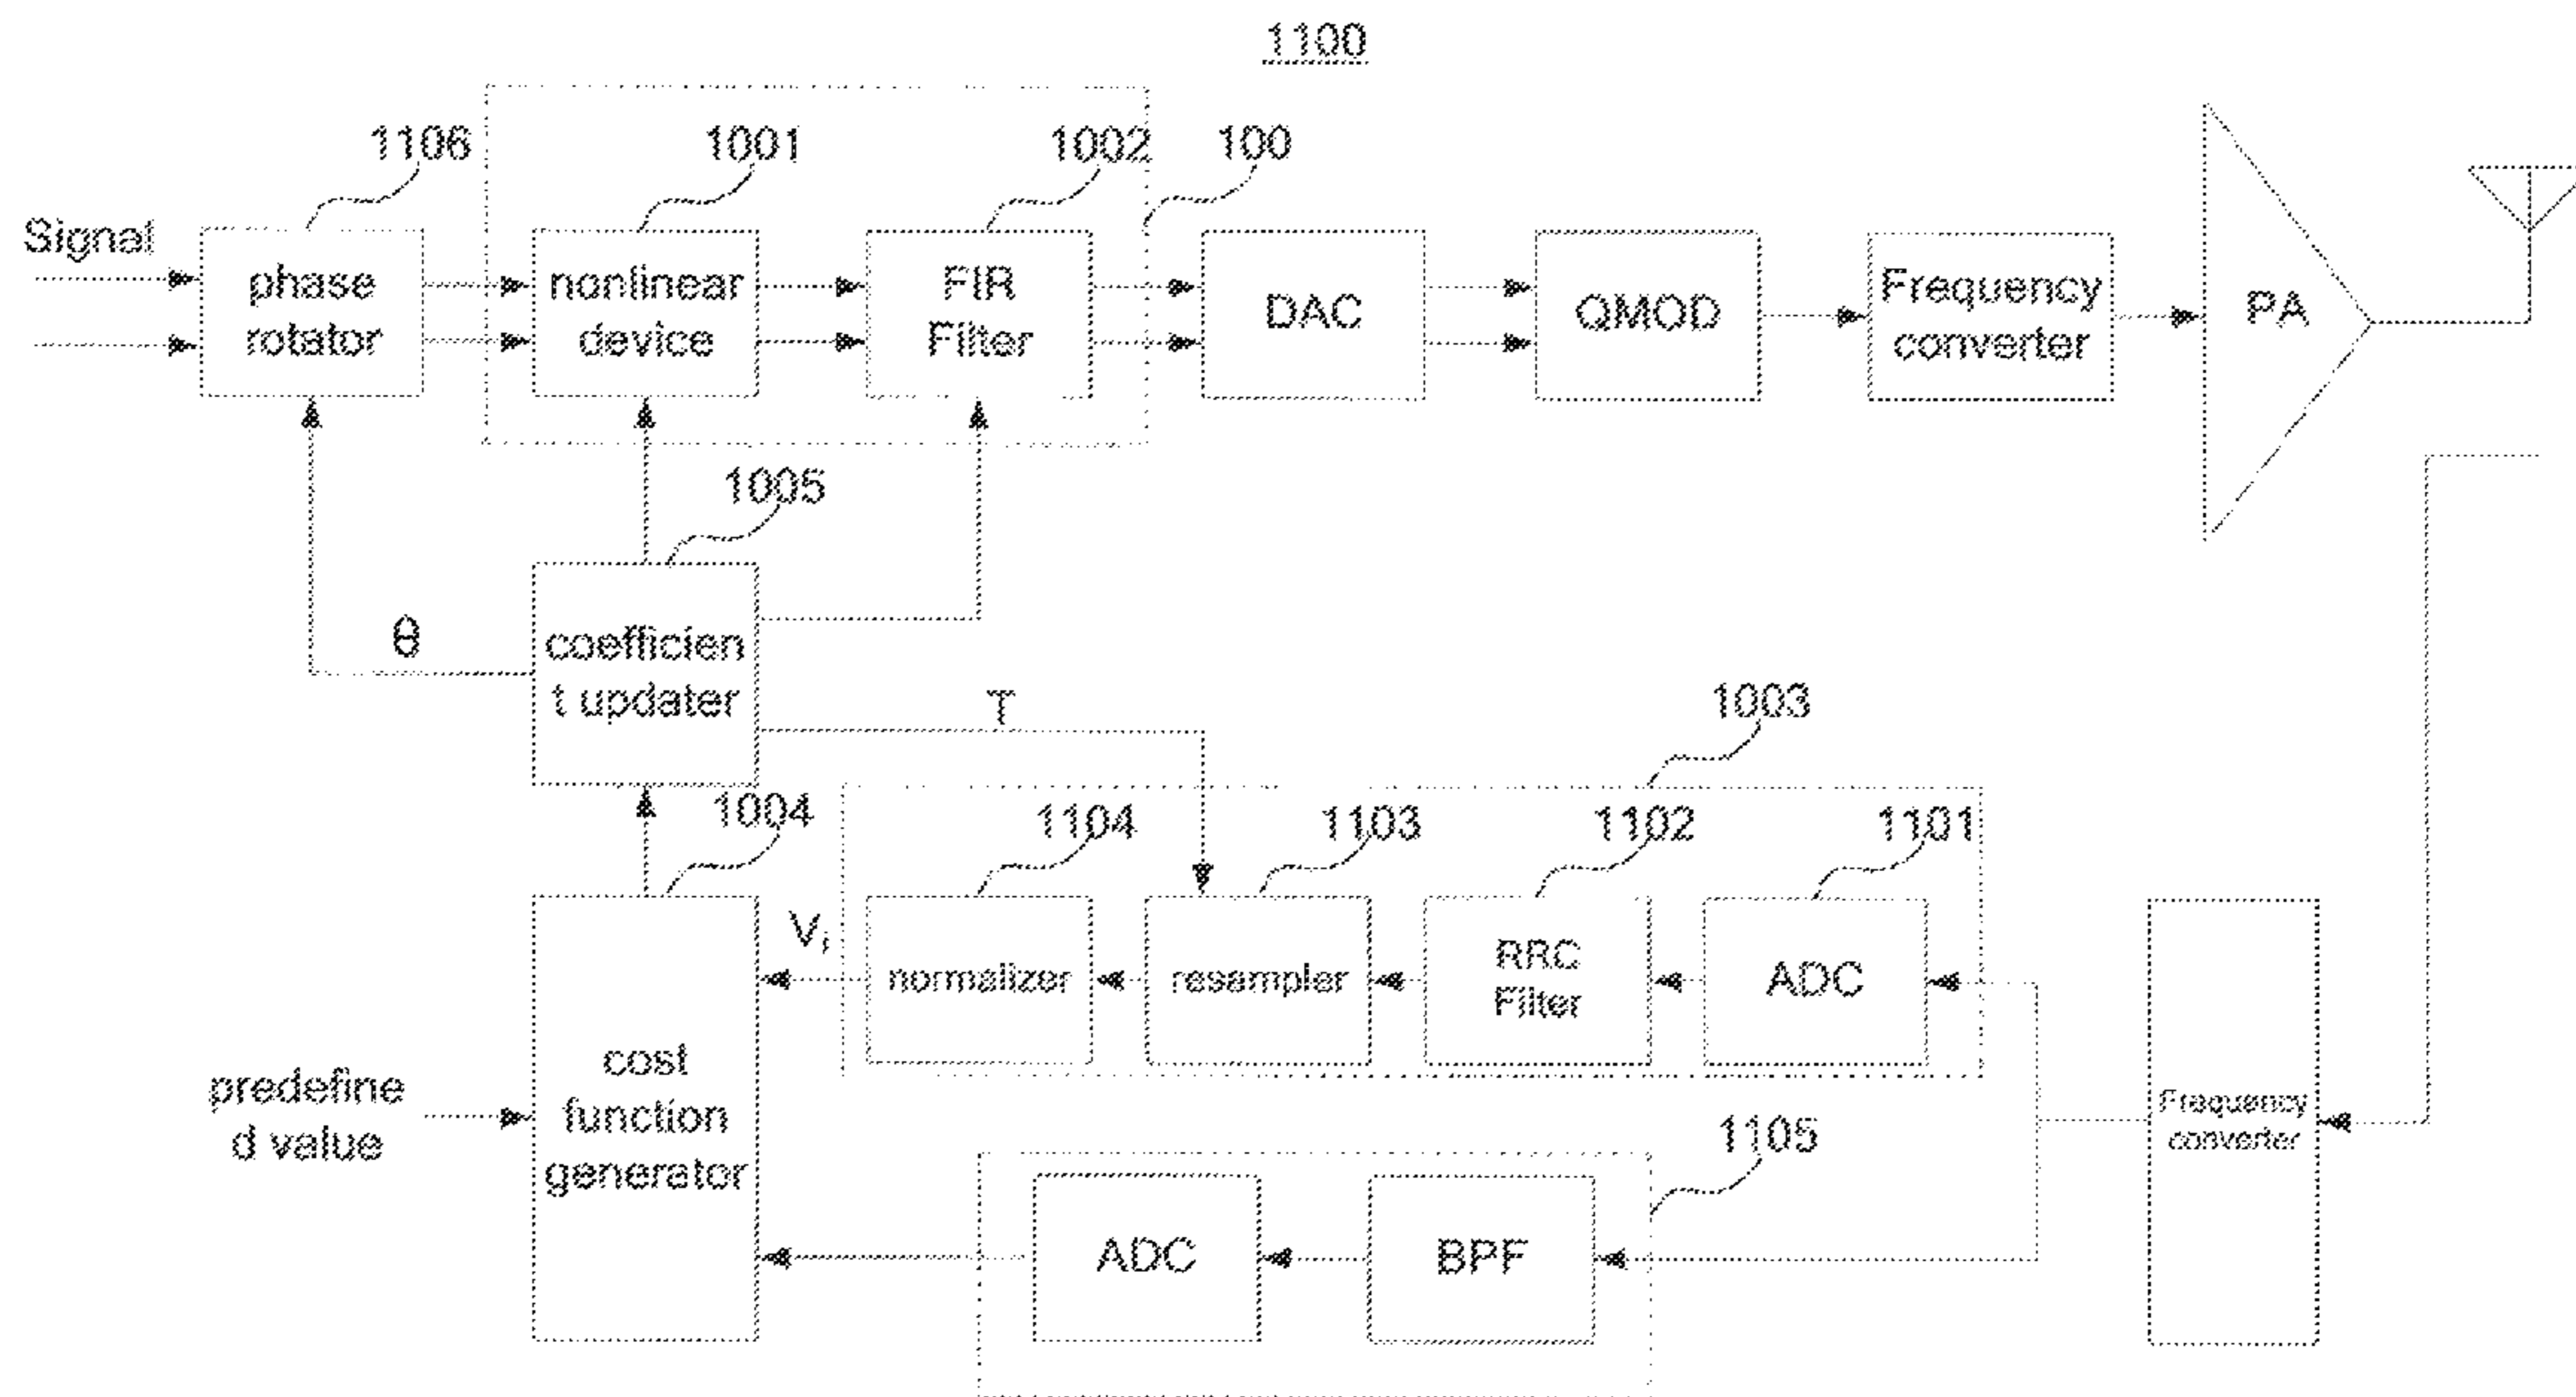 1100
1106
1001
1002
100
Signal
phase
rotator
nonlinear
device
FIR
Filter
DAC
QMOD
Frequency
converter
PA
1005
θ
coefficien
t updater
T
1003
1004
1104
1103
1102
1101
Vi
normalizer
resampler
RRC
Filter
ADC
predefine
d value
cost
function
generator
Frequency
converter
1105
ADC
BPF